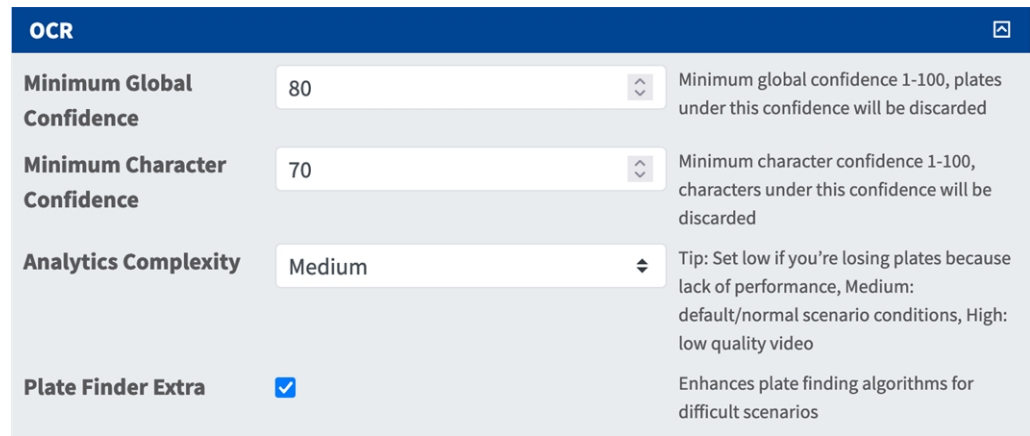 OCR
Minimum Global
Confidence
80
Minimum global confidence 1-100, plates
under this confidence will be discarded
Minimum Character
Confidence
70
Minimum character confidence 1-100,
characters under this confidence will be
discarded
Analytics Complexity
Medium
Tip: Set low if you’re losing plates because
lack of performance, Medium:
default/normal scenario conditions, High:
low quality video
Plate Finder Extra
Enhances plate finding algorithms for
difficult scenarios